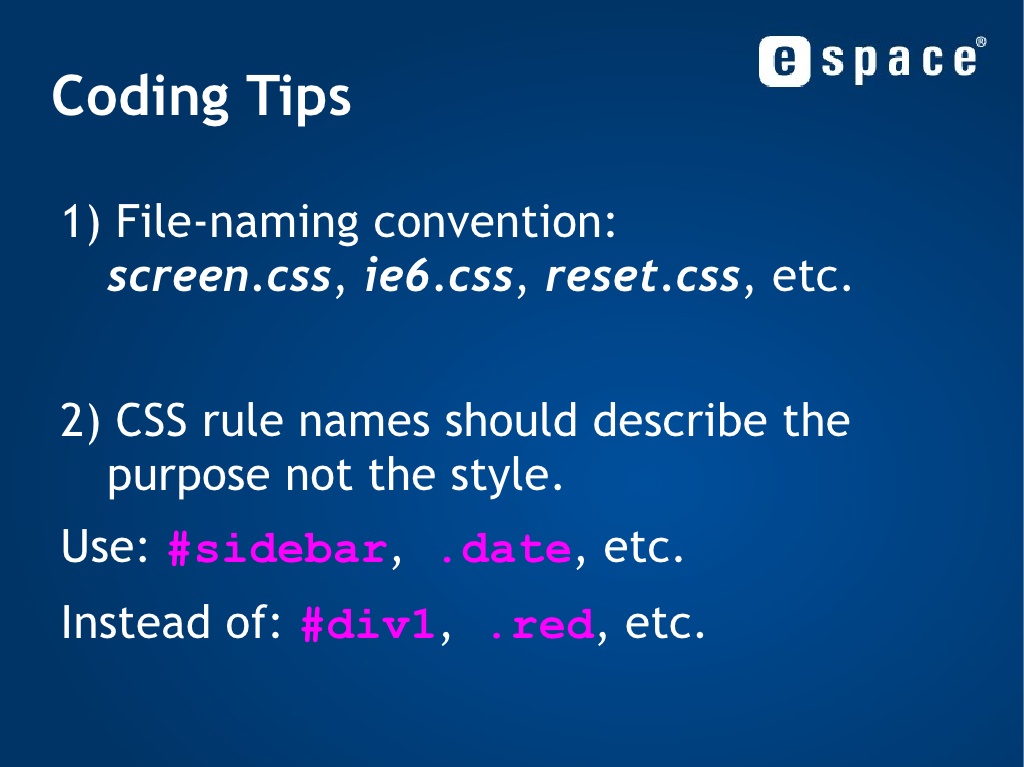 e space®
Coding Tips
1) File-naming convention:
screen.css, ie6.css, reset.css, etc.
2) CSS rule names should describe the
purpose not the style.
Use: #sidebar, .date, etc.
Instead of: #div1, .red, etc.